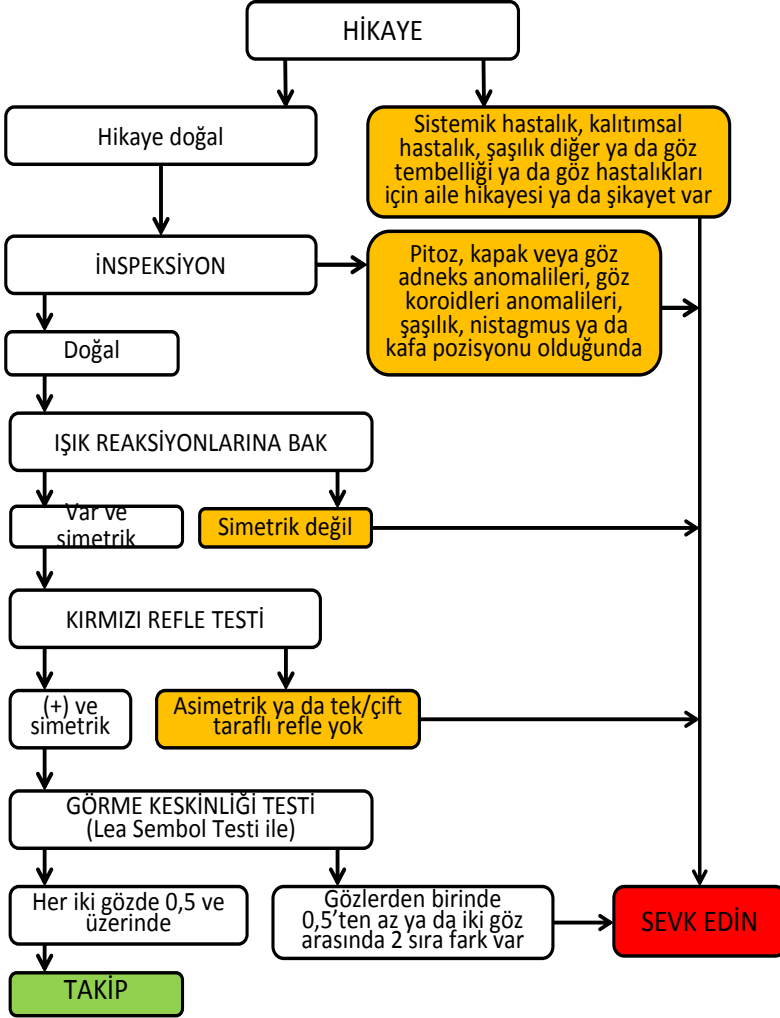 HİKAYE
Hikaye doğal
Sistemik hastalık, kalıtımsal
hastalık, şaşılık diğer ya da göz
tembelliği ya da göz hastalıkları
için aile hikayesi ya da şikayet var
İNSPEKSİYON
Pitoz, kapak veya göz
adneks anomalileri, göz
koroidleri anomalileri,
şaşılık, nistagmus ya da
kafa pozisyonu olduğunda
Doğal
IŞIK REAKSİYONLARINA BAK
Var ve
simetrik
Simetrik değil
KIRMIZI REFLE TESTİ
(+) ve
simetrik
Asimetrik ya da tek/çift
taraflı refle yok
GÖRME KESKİNLİĞİ TESTİ
(Lea Sembol Testi ile)
Her iki gözde 0,5 ve
üzerinde
Gözlerden birinde
0,5’ten az ya da iki göz
arasında 2 sıra fark var
SEVK EDİN
TAKİP